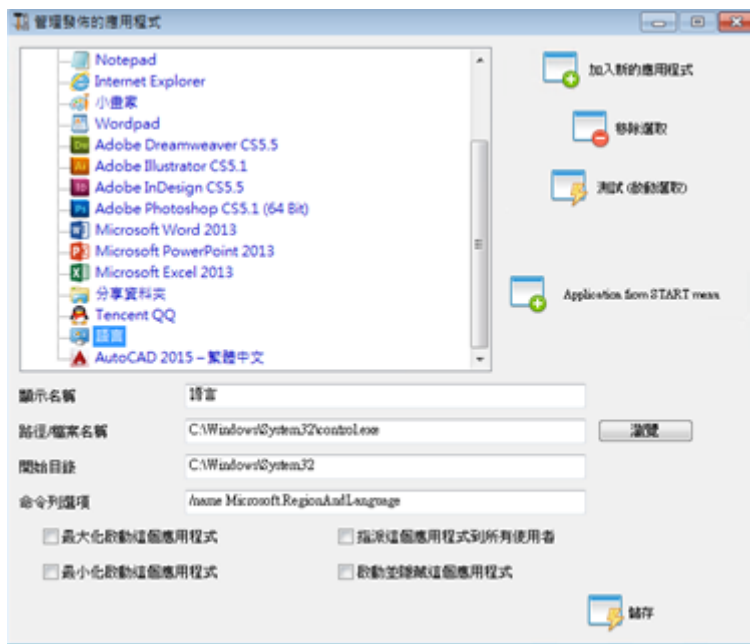 管理發佈的應用程式
Notepad
Internet Explorer
小畫家
Wordpad
Adobe Dreamweaver CS5.5
Adobe Illustrator CS5.1
Adobe InDesign CS5.5
Adobe Photoshop CS5.1 (64 Bit)
Microsoft Word 2013
Microsoft PowerPoint 2013
Microsoft Excel 2013
分享資料夾
Tencent QQ
語言
AutoCAD 2015 – 繁體中文
加入新的應用程式
移除選取
測試 (啟動選取)
Application from START menu
顯示名稱
語言
路徑/檔案名稱
C:\Windows\System32\control.exe
瀏覽
開始目錄
C:\Windows\System32
命令列選項
/name Microsoft.RegionAndLanguage
最大化啟動這個應用程式
指派這個應用程式到所有使用者
最小化啟動這個應用程式
啟動並隱藏這個應用程式
儲存